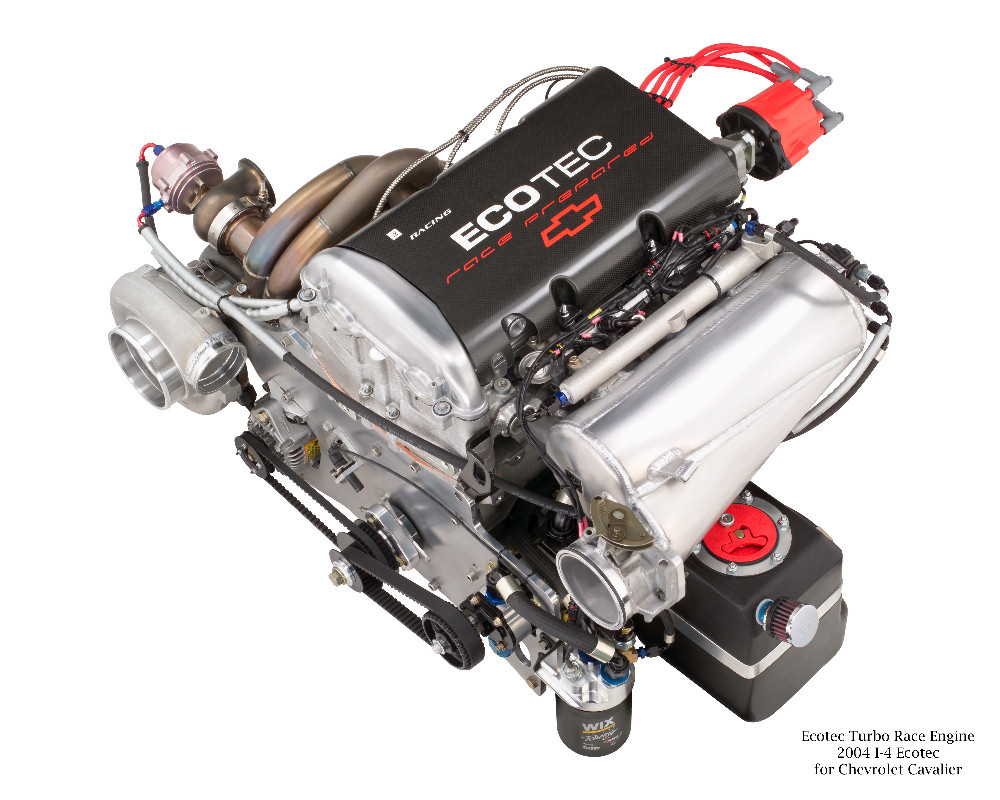 RACING
ECOTEC
race prepared
WIX
Ecotec Turbo Race Engine
2004 I-4 Ecotec
for Chevrolet Cavalier